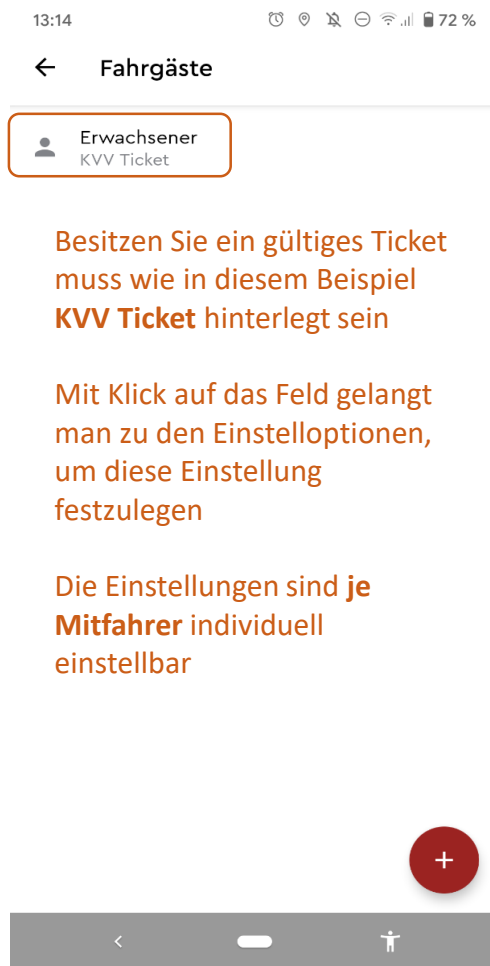 13:14 72 %
Fahrgäste
Erwachsener
KVV Ticket
Besitzen Sie ein gültiges Ticket
muss wie in diesem Beispiel
KVV Ticket hinterlegt sein
Mit Klick auf das Feld gelangt
man zu den Einstelloptionen,
um diese Einstellung
festzulegen
Die Einstellungen sind je
Mitfahrer individuell
einstellbar